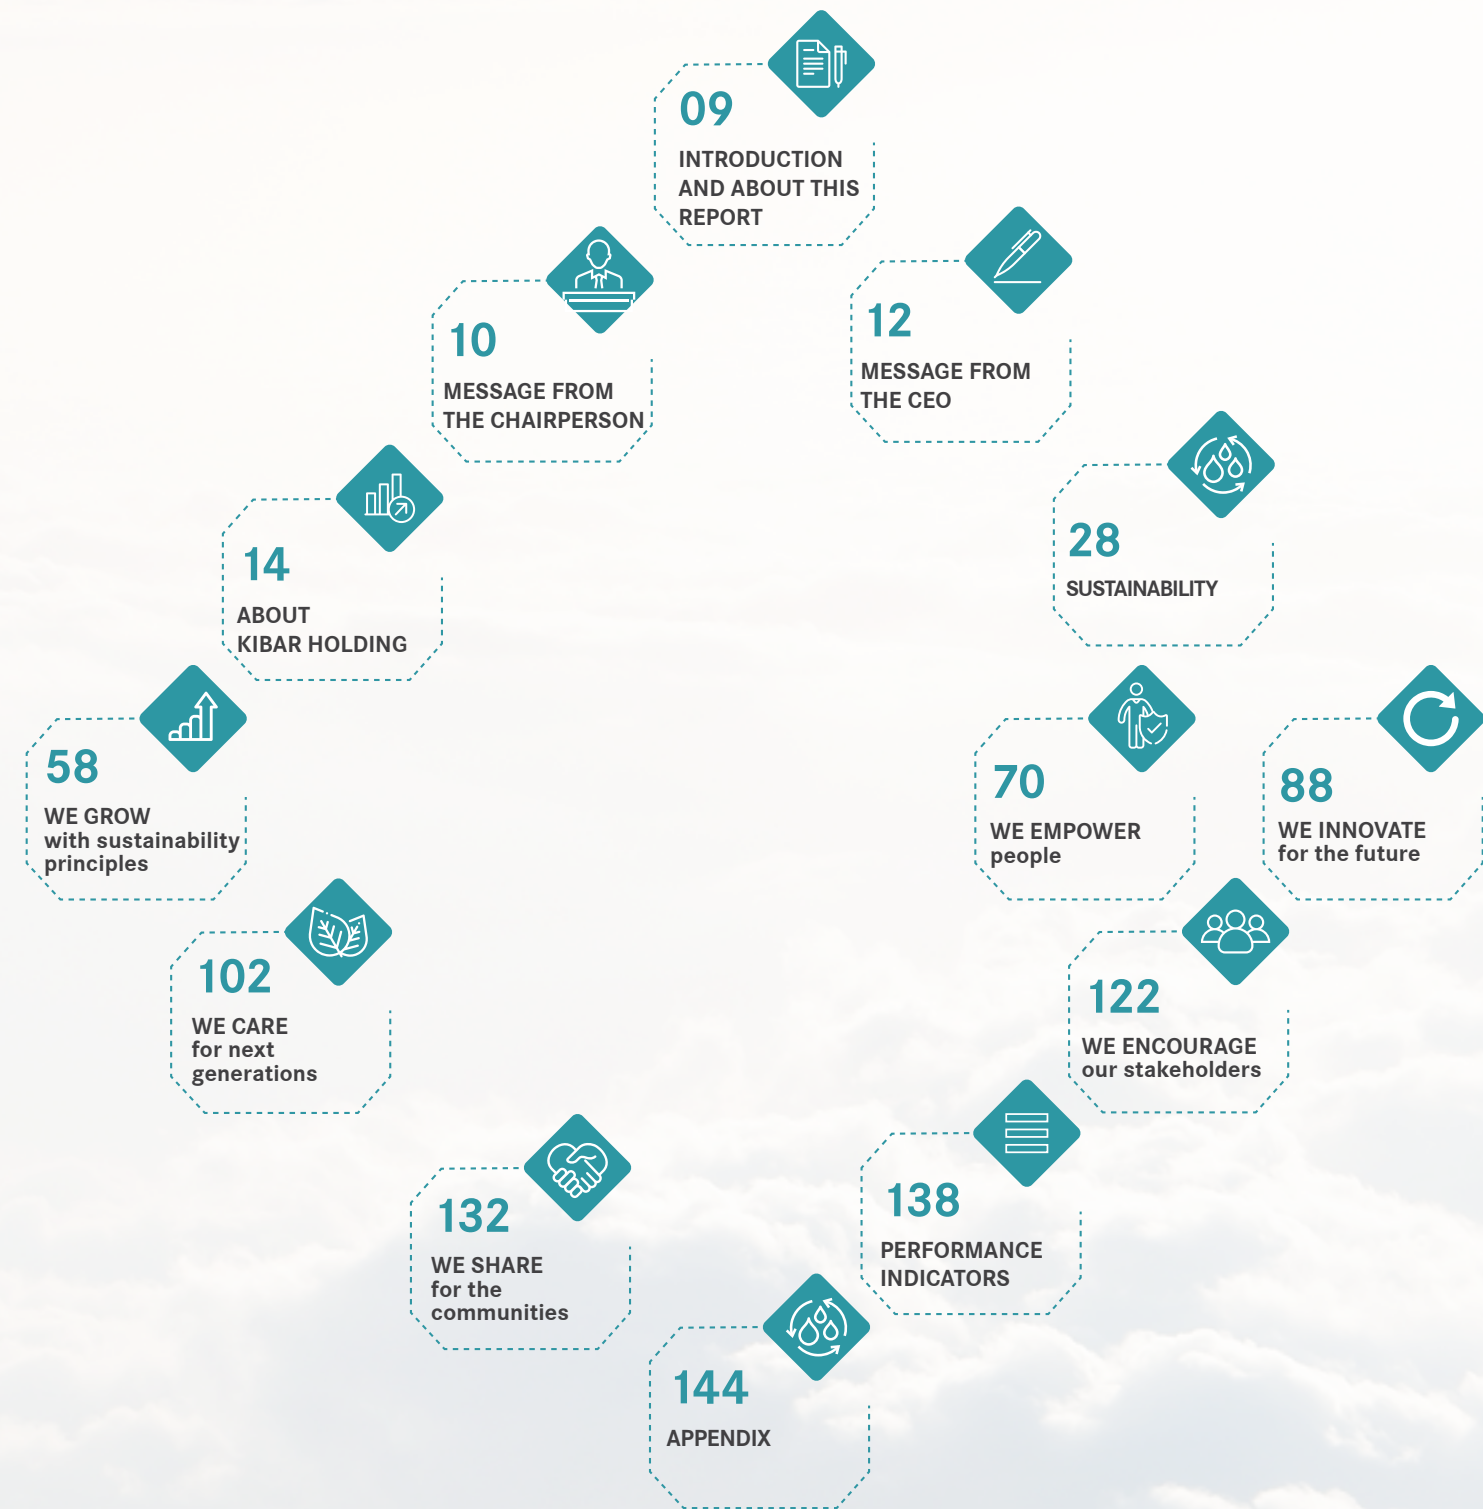 09
INTRODUCTION
AND ABOUT THIS
REPORT
10
MESSAGE FROM
THE CHAIRPERSON
12
MESSAGE FROM
THE CEO
14
ABOUT
KIBAR HOLDING
28
SUSTAINABILITY
58
WE GROW
with sustainability
principles
70
WE EMPOWER
people
88
WE INNOVATE
for the future
102
WE CARE
for next
generations
122
WE ENCOURAGE
our stakeholders
132
WE SHARE
for the
communities
138
PERFORMANCE
INDICATORS
144
APPENDIX